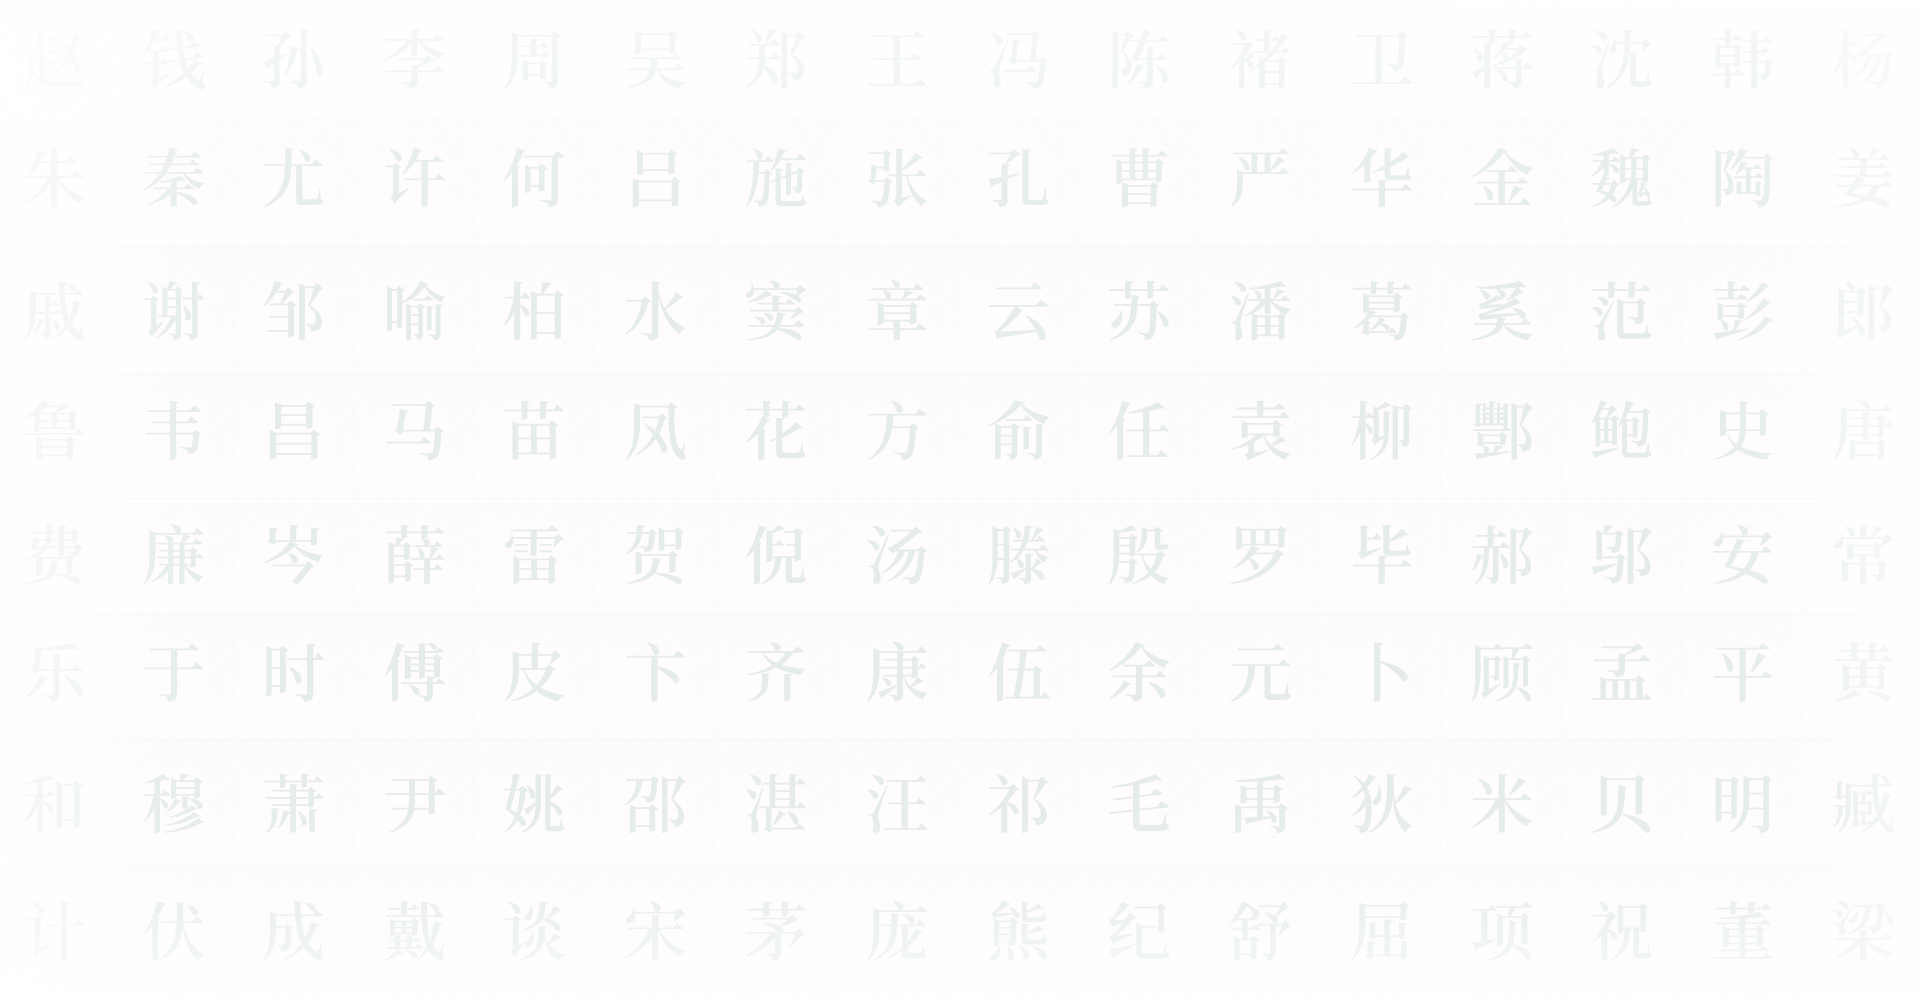 赵 钱 孙 李 周 吴 郑 王 冯 陈 褚 卫 蒋 沈 韩 杨
朱 秦 尤 许 何 吕 施 张 孔 曹 严 华 金 魏 陶 姜
戚 谢 邹 喻 柏 水 窦 章 云 苏 潘 葛 奚 范 彭 郎
鲁 韦 昌 马 苗 凤 花 方 俞 任 袁 柳 酆 鲍 史 唐
费 廉 岑 薛 雷 贺 倪 汤 滕 殷 罗 毕 郝 邬 安 常
乐 于 时 傅 皮 卞 齐 康 伍 余 元 卜 顾 孟 平 黄
和 穆 萧 尹 姚 邵 湛 汪 祁 毛 禹 狄 米 贝 明 臧
计 伏 成 戴 谈 宋 茅 庞 熊 纪 舒 屈 项 祝 董 梁